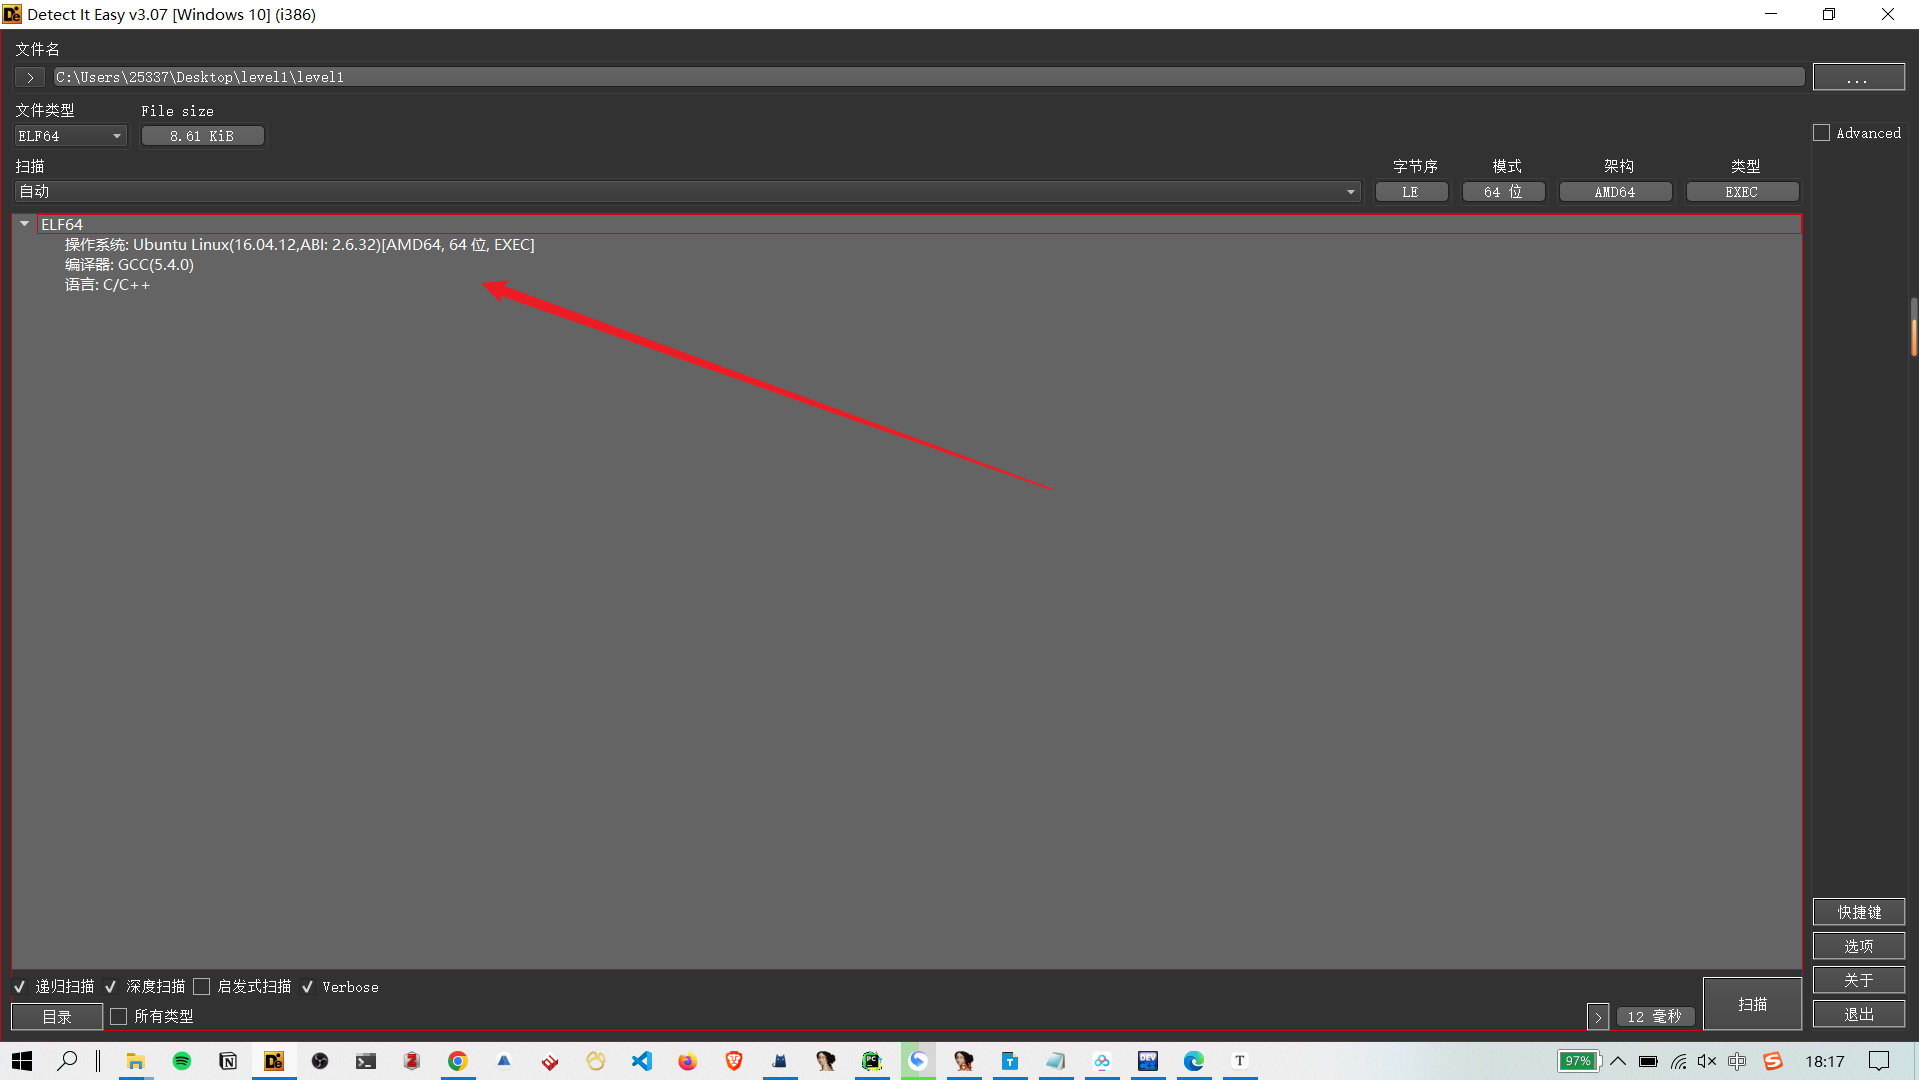 Detect It Easy v3.07 [Windows 10] (i386)
文件名
> C:\Users\25337\Desktop\level1\level1 ...
文件类型 File size
ELF64 8.61 KiB
Advanced
扫描 字节序 模式 架构 类型
自动 LE 64 位 AMD64 EXEC
ELF64
操作系统: Ubuntu Linux(16.04.12,ABI: 2.6.32)[AMD64, 64 位, EXEC]
编译器: GCC(5.4.0)
语言: C/C++
快捷键
选项
关于
退出
递归扫描 深度扫描 启发式扫描 Verbose
目录 所有类型 > 12 毫秒 扫描
97% 中 18:17